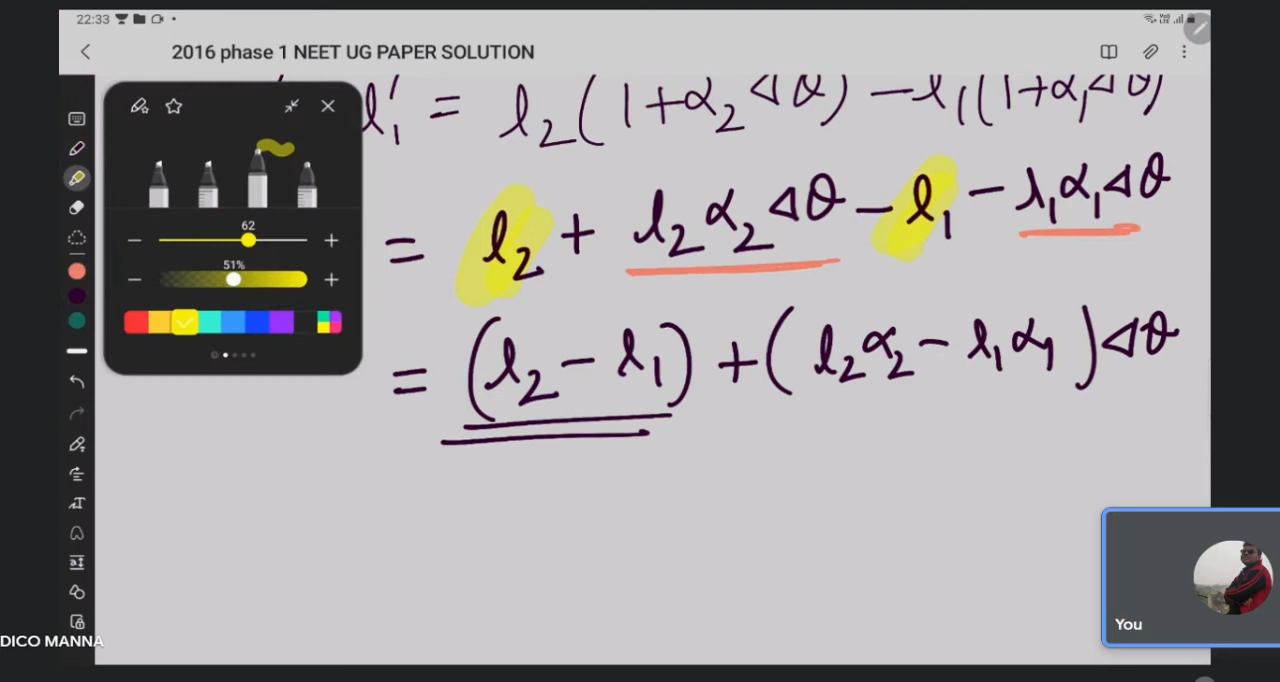 22:33
2016 phase 1 NEET UG PAPER SOLUTION
l₁' = l₂(1+α₂Δθ) – l₁(1+α₁Δθ)
62
= l₂ + l₂α₂Δθ – l₁ – l₁α₁Δθ
51%
= (l₂ – l₁) + (l₂α₂ – l₁α₁)Δθ
You
DICO MANNA